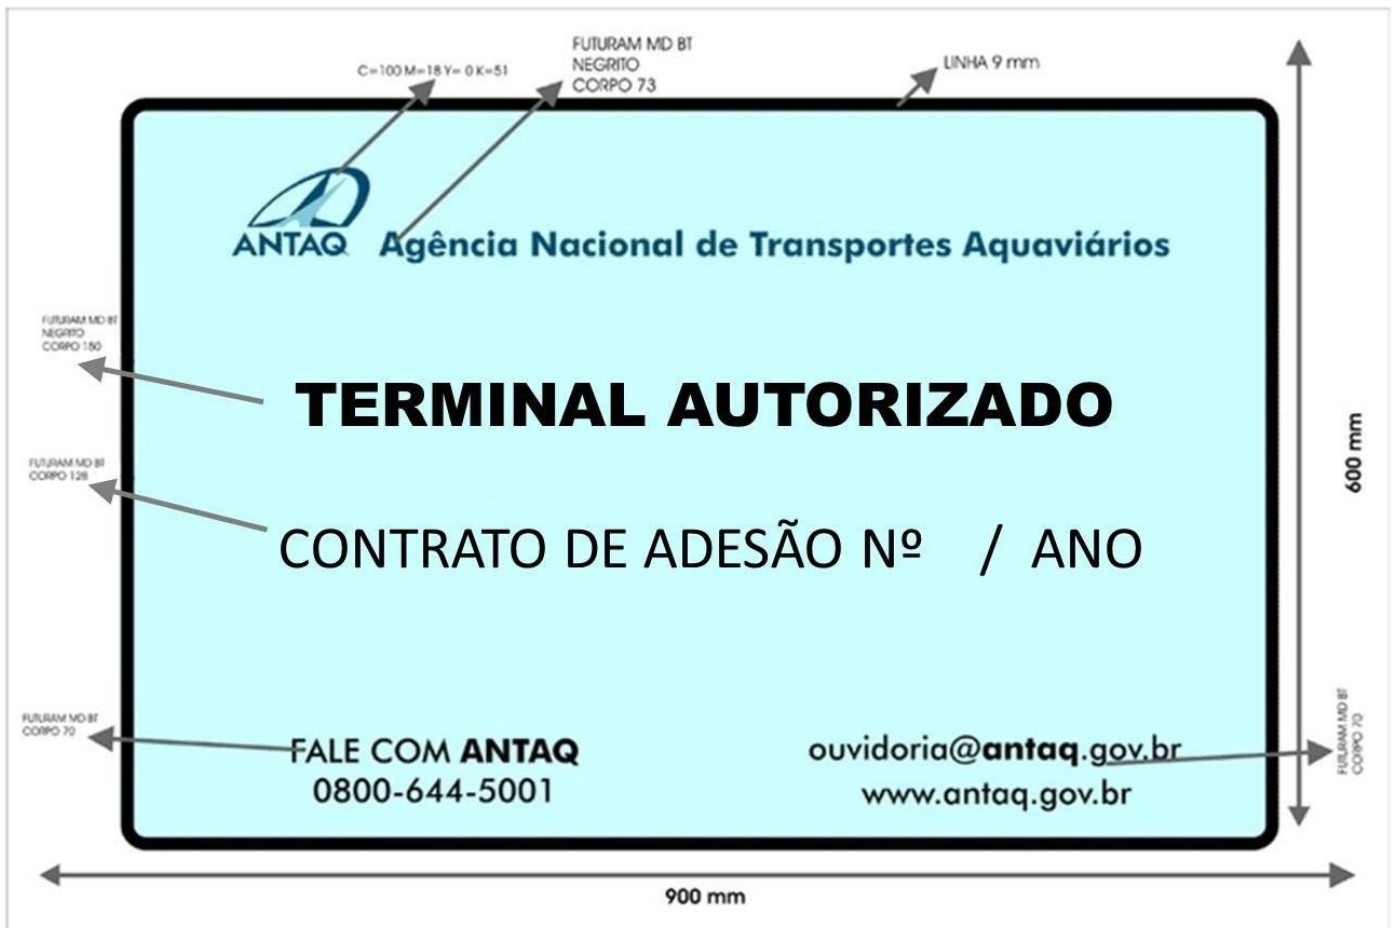 C=100 M=18 Y= 0 K=51
FUTURAM MD BT
NEGRITO
CORPO 73
LINHA 9 mm
ANTAQ
Agência Nacional de Transportes Aquaviários
FUTURAM MD BT
NEGRITO
CORPO 180
TERMINAL AUTORIZADO
600 mm
FUTURAM MD BT
CORPO 128
CONTRATO DE ADESÃO Nº / ANO
FUTURAM MD BT
CORPO 70
FALE COM ANTAQ
0800-644-5001
ouvidoria@antaq.gov.br
www.antaq.gov.br
FUTURAM MD BT
CORPO 70
900 mm